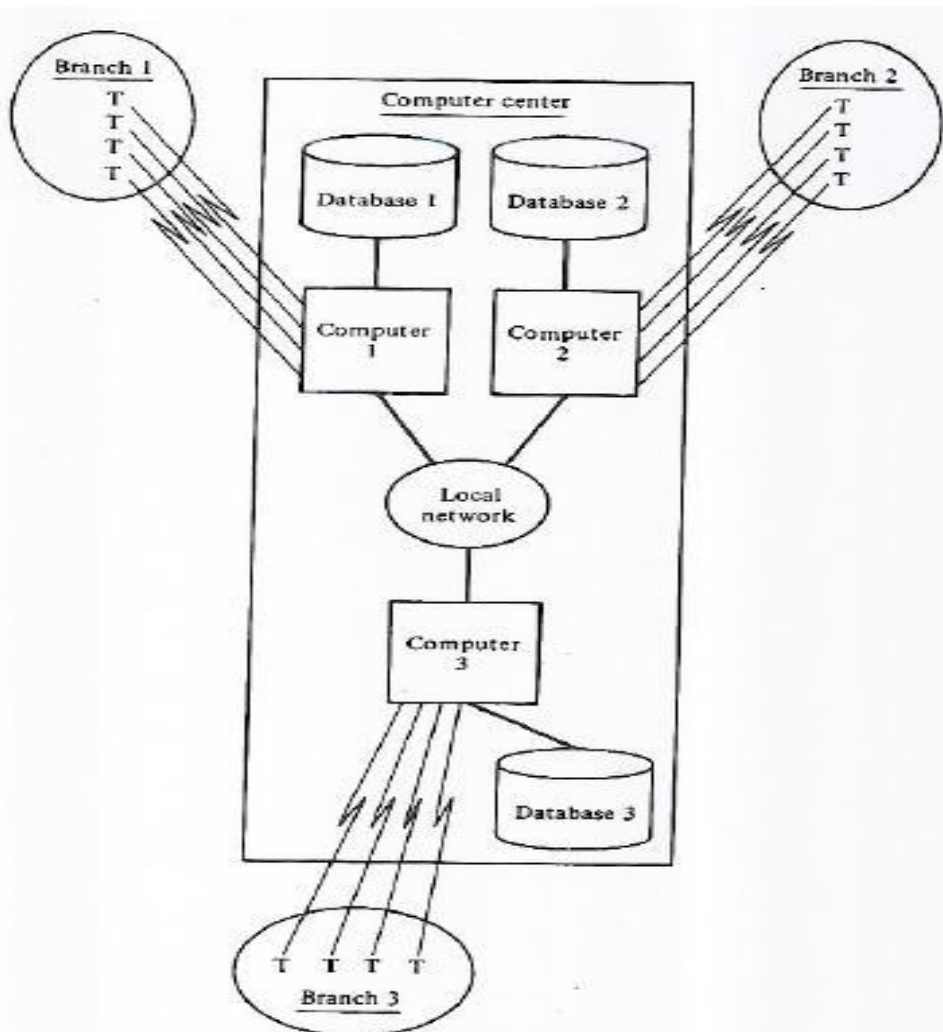 Branch 1
T
T
T
T
Computer center
Database 1
Database 2
Branch 2
T
T
T
T
Computer
1
Computer
2
Local
network
Computer
3
Database 3
T T T T
Branch 3